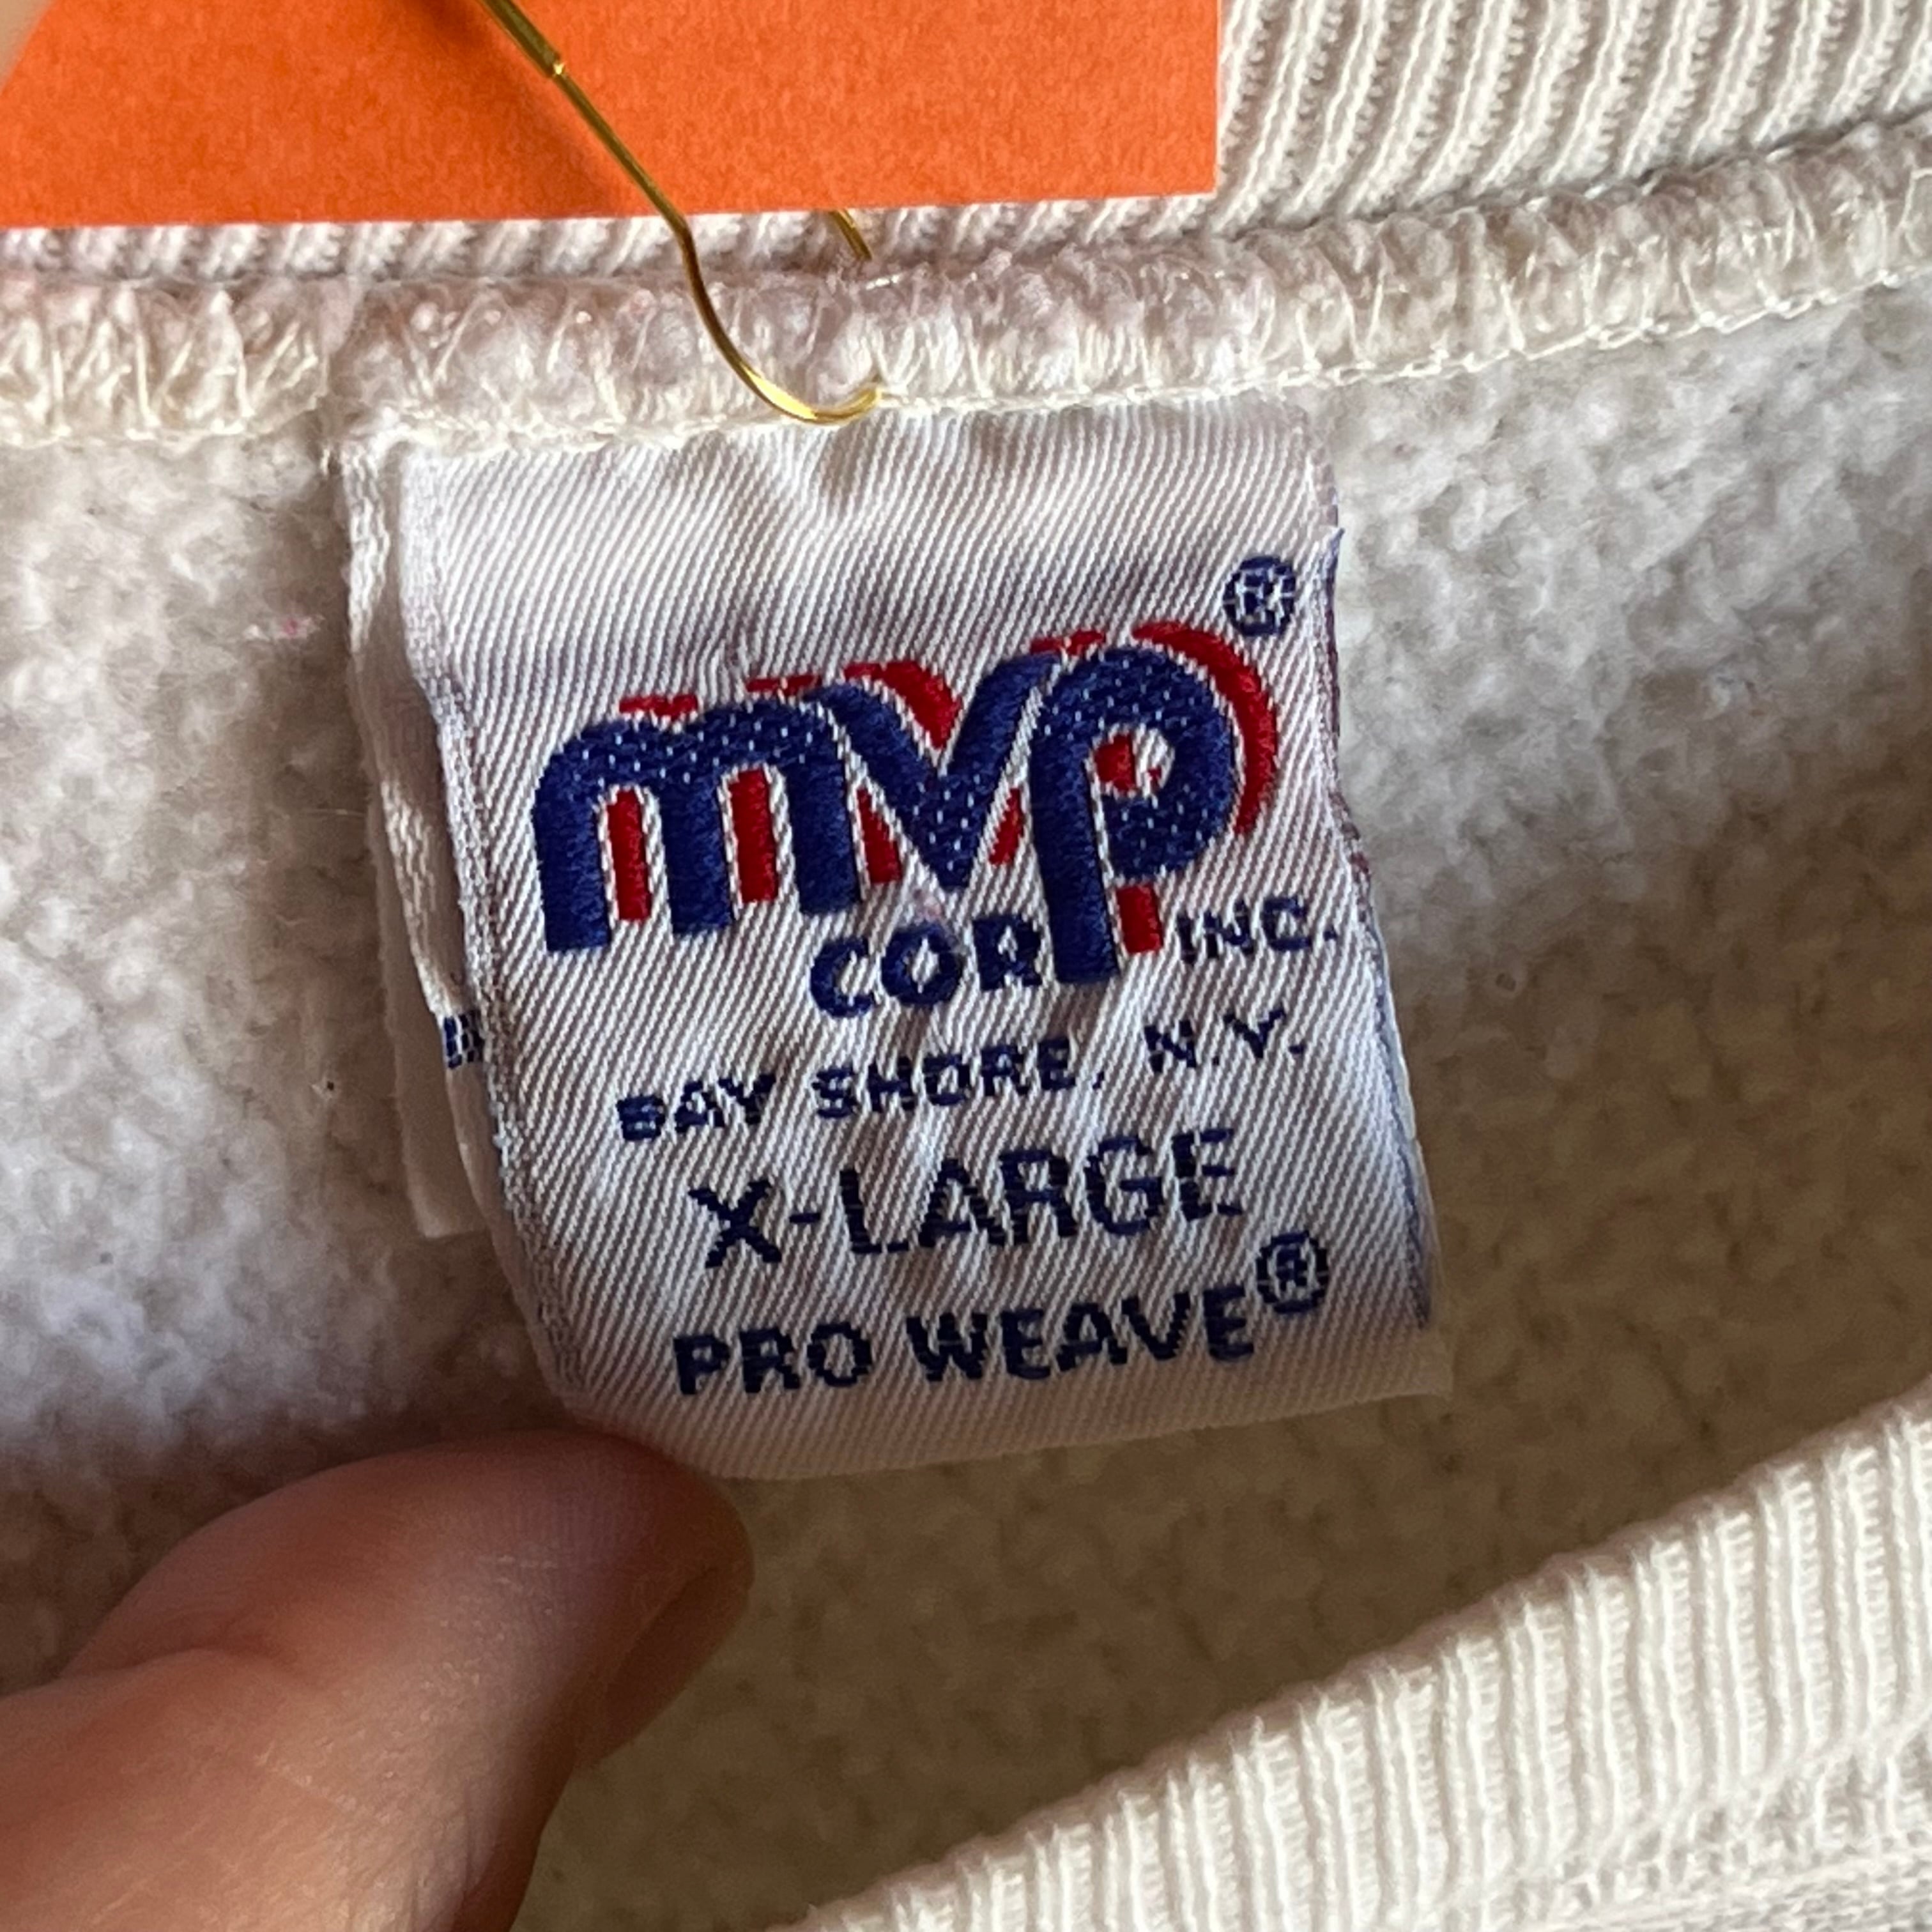 mvp®
CORP INC.
BAY SHORE, N.Y.
X-LARGE
PRO WEAVE®